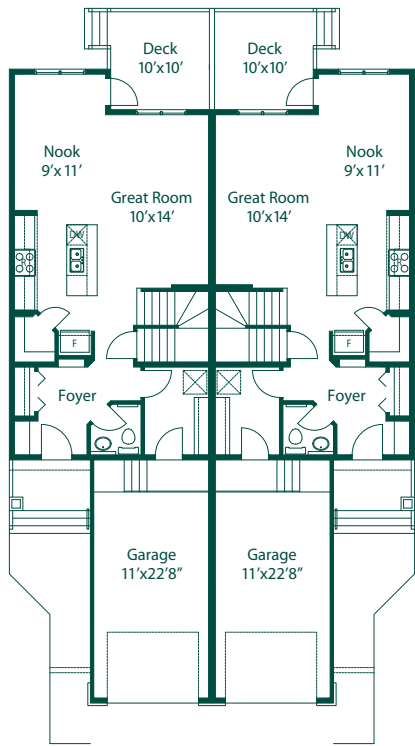 Deck
10'x10'
Deck
10'x10'
Nook
9'x 11'
Nook
9'x 11'
Great Room
10'x14'
Great Room
10'x14'
DW
DW
R
R
F
F
Foyer
Foyer
Garage
11'x22'8"
Garage
11'x22'8"